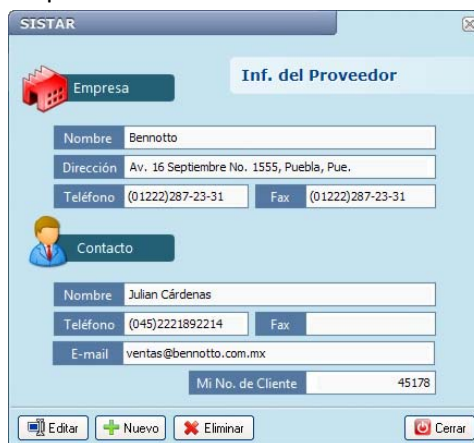 SISTAR
Inf. del Proveedor
Empresa
Nombre Bennotto
Dirección Av. 16 Septiembre No. 1555, Puebla, Pue.
Teléfono (01222)287-23-31 Fax (01222)287-23-31
Contacto
Nombre Julian Cárdenas
Teléfono (045)2221892214 Fax
E-mail ventas@bennotto.com.mx
Mi No. de Cliente 45178
Editar Nuevo Eliminar Cerrar